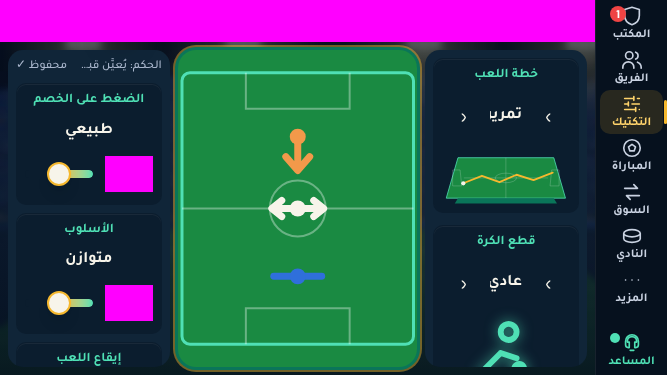 1
المكتب
الفريق
التكتيك
المباراة
السوق
النادي
المزيد
المساعد
خطة اللعب
تمرير
قطع الكرة
عادي
الحكم: يُعيَّن قب...
محفوظ ✓
الضغط على الخصم
طبيعي
الأسلوب
متوازن
إيقاع اللعب